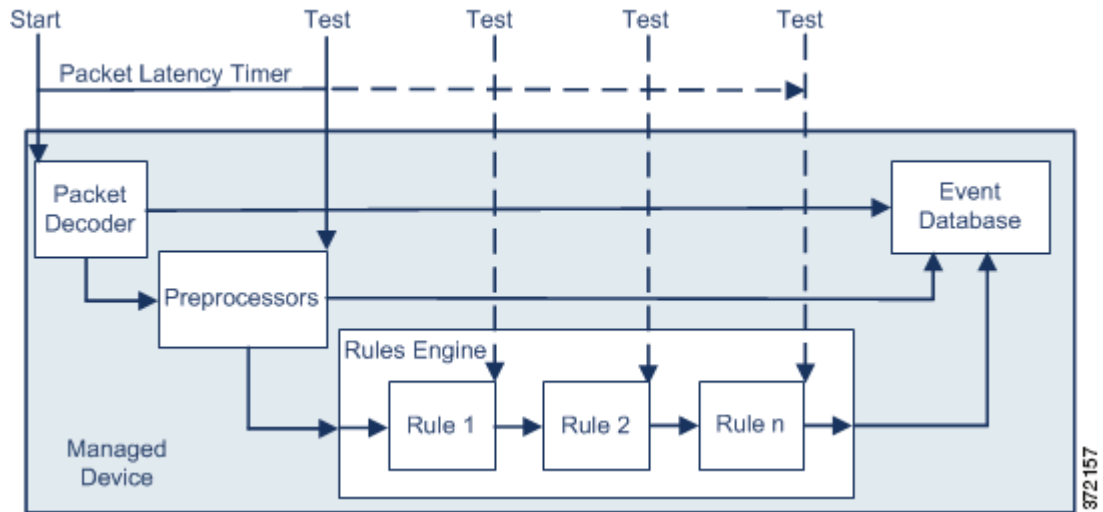 Start
Test
Test
Test
Test
Packet Latency Timer
Packet
Decoder
Event
Database
Preprocessors
Rules Engine
Rule 1
Rule 2
Rule n
Managed
Device
372157